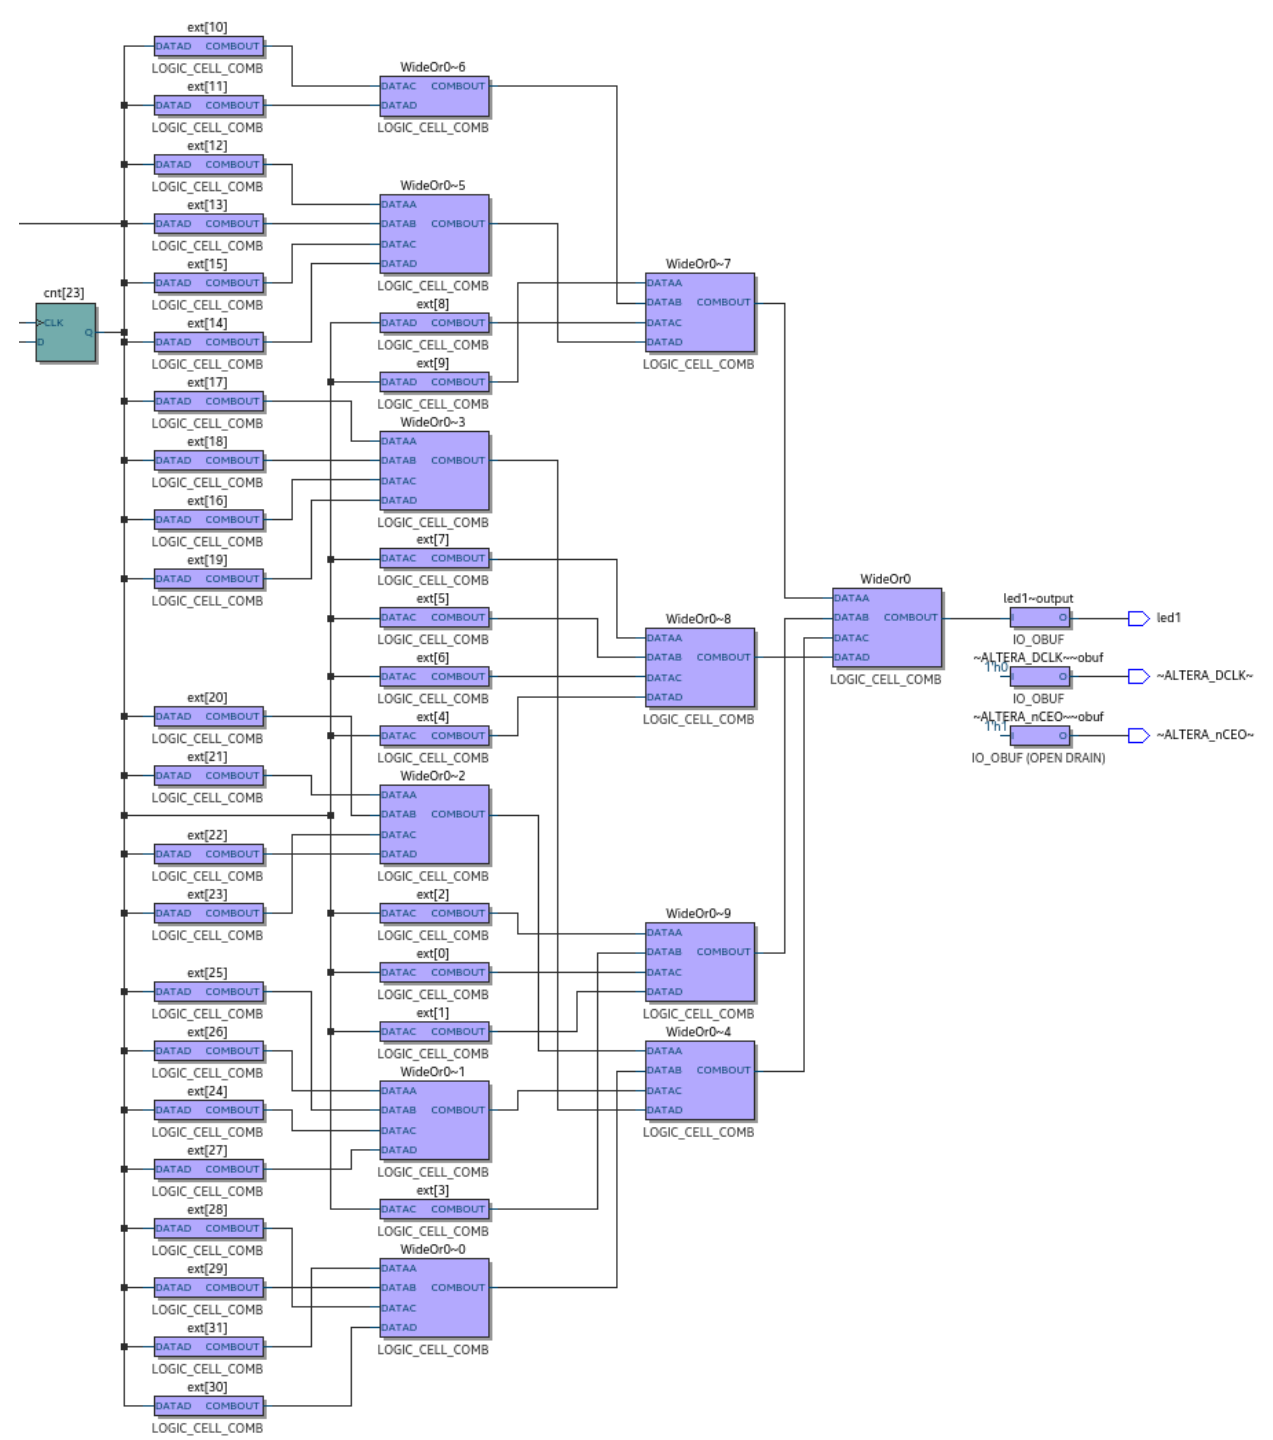 ext[10]
DATAD COMBOUT
LOGIC_CELL_COMB
ext[11]
DATAD COMBOUT
LOGIC_CELL_COMB
ext[12]
DATAD COMBOUT
LOGIC_CELL_COMB
ext[13]
DATAD COMBOUT
LOGIC_CELL_COMB
ext[15]
DATAD COMBOUT
LOGIC_CELL_COMB
cnt[23]
CLK
D
Q
ext[14]
DATAD COMBOUT
LOGIC_CELL_COMB
ext[17]
DATAD COMBOUT
LOGIC_CELL_COMB
ext[18]
DATAD COMBOUT
LOGIC_CELL_COMB
ext[16]
DATAD COMBOUT
LOGIC_CELL_COMB
ext[19]
DATAD COMBOUT
LOGIC_CELL_COMB
ext[20]
DATAD COMBOUT
LOGIC_CELL_COMB
ext[21]
DATAD COMBOUT
LOGIC_CELL_COMB
ext[22]
DATAD COMBOUT
LOGIC_CELL_COMB
ext[23]
DATAD COMBOUT
LOGIC_CELL_COMB
ext[25]
DATAD COMBOUT
LOGIC_CELL_COMB
ext[26]
DATAD COMBOUT
LOGIC_CELL_COMB
ext[24]
DATAD COMBOUT
LOGIC_CELL_COMB
ext[27]
DATAD COMBOUT
LOGIC_CELL_COMB
ext[28]
DATAD COMBOUT
LOGIC_CELL_COMB
ext[29]
DATAD COMBOUT
LOGIC_CELL_COMB
ext[31]
DATAD COMBOUT
LOGIC_CELL_COMB
ext[30]
DATAD COMBOUT
LOGIC_CELL_COMB
WideOr0~6
DATAC COMBOUT
DATAD
LOGIC_CELL_COMB
WideOr0~5
DATAA
DATAB COMBOUT
DATAC
DATAD
LOGIC_CELL_COMB
ext[8]
DATAD COMBOUT
LOGIC_CELL_COMB
ext[9]
DATAD COMBOUT
LOGIC_CELL_COMB
WideOr0~3
DATAA
DATAB COMBOUT
DATAC
DATAD
LOGIC_CELL_COMB
ext[7]
DATAC COMBOUT
LOGIC_CELL_COMB
ext[5]
DATAC COMBOUT
LOGIC_CELL_COMB
ext[6]
DATAC COMBOUT
LOGIC_CELL_COMB
ext[4]
DATAC COMBOUT
LOGIC_CELL_COMB
WideOr0~2
DATAA
DATAB COMBOUT
DATAC
DATAD
LOGIC_CELL_COMB
ext[2]
DATAC COMBOUT
LOGIC_CELL_COMB
ext[0]
DATAC COMBOUT
LOGIC_CELL_COMB
ext[1]
DATAC COMBOUT
LOGIC_CELL_COMB
WideOr0~1
DATAA
DATAB COMBOUT
DATAC
DATAD
LOGIC_CELL_COMB
ext[3]
DATAC COMBOUT
LOGIC_CELL_COMB
WideOr0~0
DATAA
DATAB COMBOUT
DATAC
DATAD
LOGIC_CELL_COMB
WideOr0~7
DATAA
DATAB COMBOUT
DATAC
DATAD
LOGIC_CELL_COMB
WideOr0~8
DATAA
DATAB COMBOUT
DATAC
DATAD
LOGIC_CELL_COMB
WideOr0~9
DATAA
DATAB COMBOUT
DATAC
DATAD
LOGIC_CELL_COMB
WideOr0~4
DATAA
DATAB COMBOUT
DATAC
DATAD
LOGIC_CELL_COMB
WideOr0
DATAA
DATAB COMBOUT
DATAC
DATAD
LOGIC_CELL_COMB
led1~output
I O
led1
IO_OBUF
~ALTERA_DCLK~~obuf
1'h0
I O
~ALTERA_DCLK~
IO_OBUF
~ALTERA_nCEO~~obuf
1'h1
I O
~ALTERA_nCEO~
IO_OBUF (OPEN DRAIN)